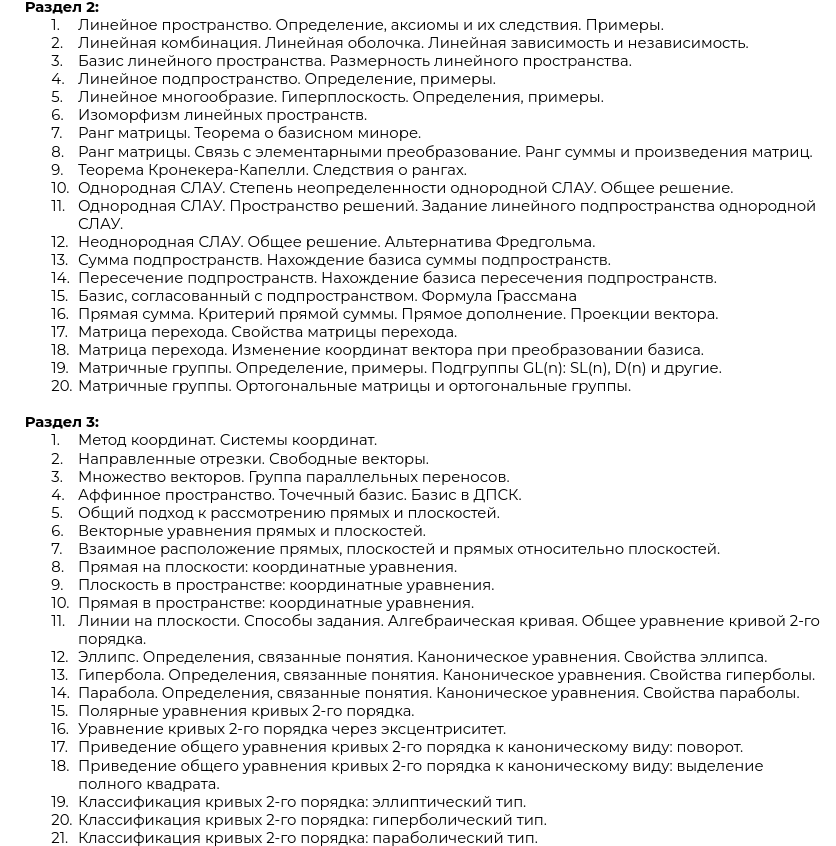 Раздел 2:
1. Линейное пространство. Определение, аксиомы и их следствия. Примеры.
2. Линейная комбинация. Линейная оболочка. Линейная зависимость и независимость.
3. Базис линейного пространства. Размерность линейного пространства.
4. Линейное подпространство. Определение, примеры.
5. Линейное многообразие. Гиперплоскость. Определения, примеры.
6. Изоморфизм линейных пространств.
7. Ранг матрицы. Теорема о базисном миноре.
8. Ранг матрицы. Связь с элементарными преобразование. Ранг суммы и произведения матриц.
9. Теорема Кронекера-Капелли. Следствия о рангах.
10. Однородная СЛАУ. Степень неопределенности однородной СЛАУ. Общее решение.
11. Однородная СЛАУ. Пространство решений. Задание линейного подпространства однородной
СЛАУ.
12. Неоднородная СЛАУ. Общее решение. Альтернатива Фредгольма.
13. Сумма подпространств. Нахождение базиса суммы подпространств.
14. Пересечение подпространств. Нахождение базиса пересечения подпространств.
15. Базис, согласованный с подпространством. Формула Грассмана
16. Прямая сумма. Критерий прямой суммы. Прямое дополнение. Проекции вектора.
17. Матрица перехода. Свойства матрицы перехода.
18. Матрица перехода. Изменение координат вектора при преобразовании базиса.
19. Матричные группы. Определение, примеры. Подгруппы GL(n): SL(n), D(n) и другие.
20. Матричные группы. Ортогональные матрицы и ортогональные группы.
Раздел 3:
1. Метод координат. Системы координат.
2. Направленные отрезки. Свободные векторы.
3. Множество векторов. Группа параллельных переносов.
4. Аффинное пространство. Точечный базис. Базис в ДПСК.
5. Общий подход к рассмотрению прямых и плоскостей.
6. Векторные уравнения прямых и плоскостей.
7. Взаимное расположение прямых, плоскостей и прямых относительно плоскостей.
8. Прямая на плоскости: координатные уравнения.
9. Плоскость в пространстве: координатные уравнения.
10. Прямая в пространстве: координатные уравнения.
11. Линии на плоскости. Способы задания. Алгебраическая кривая. Общее уравнение кривой 2-го
порядка.
12. Эллипс. Определения, связанные понятия. Каноническое уравнение. Свойства эллипса.
13. Гипербола. Определения, связанные понятия. Каноническое уравнение. Свойства гиперболы.
14. Парабола. Определения, связанные понятия. Каноническое уравнение. Свойства параболы.
15. Полярные уравнения кривых 2-го порядка.
16. Уравнение кривых 2-го порядка через эксцентриситет.
17. Приведение общего уравнения кривых 2-го порядка к каноническому виду: поворот.
18. Приведение общего уравнения кривых 2-го порядка к каноническому виду: выделение
полного квадрата.
19. Классификация кривых 2-го порядка: эллиптический тип.
20. Классификация кривых 2-го порядка: гиперболический тип.
21. Классификация кривых 2-го порядка: параболический тип.